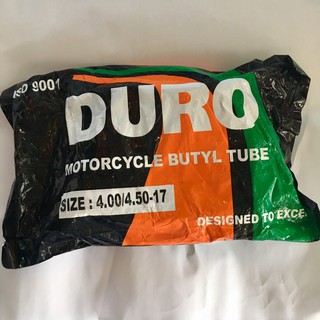 ISO 9001
DURO
MOTORCYCLE BUTYL TUBE
SIZE : 4.00/4.50-17
DESIGNED TO EXCE